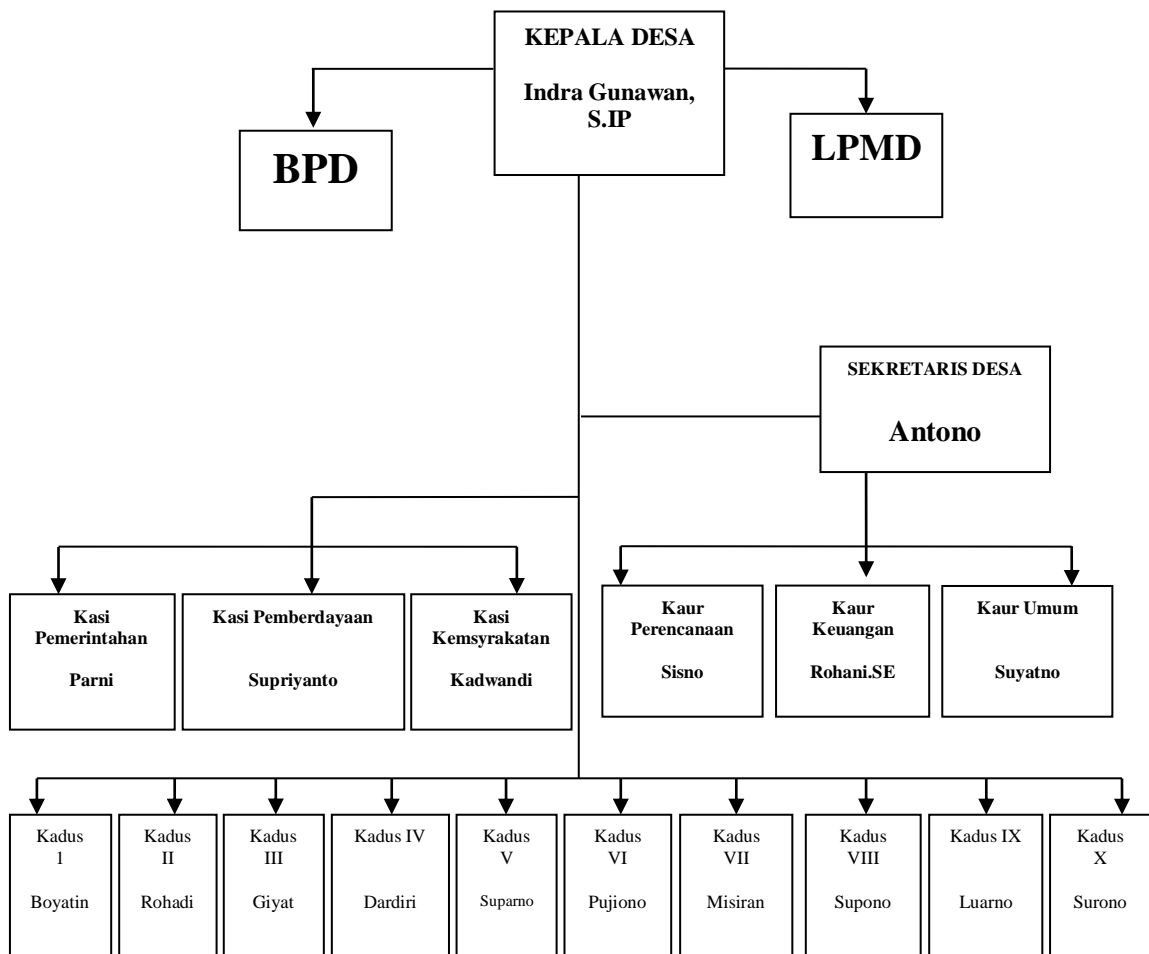 KEPALA DESA
Indra Gunawan,
S.IP
BPD
LPMD
SEKRETARIS DESA
Antono
Kasi
Pemerintahan
Parni
Kasi Pemberdayaan
Supriyanto
Kasi
Kemsyrakatan
Kadwandi
Kaur
Perencanaan
Sisno
Kaur
Keuangan
Rohani.SE
Kaur Umum
Suyatno
Kadus
1
Boyatin
Kadus
II
Rohadi
Kadus
III
Giyat
Kadus IV
Dardiri
Kadus
V
Suparno
Kadus
VI
Pujiono
Kadus
VII
Misiran
Kadus
VIII
Supono
Kadus IX
Luarno
Kadus
X
Surono